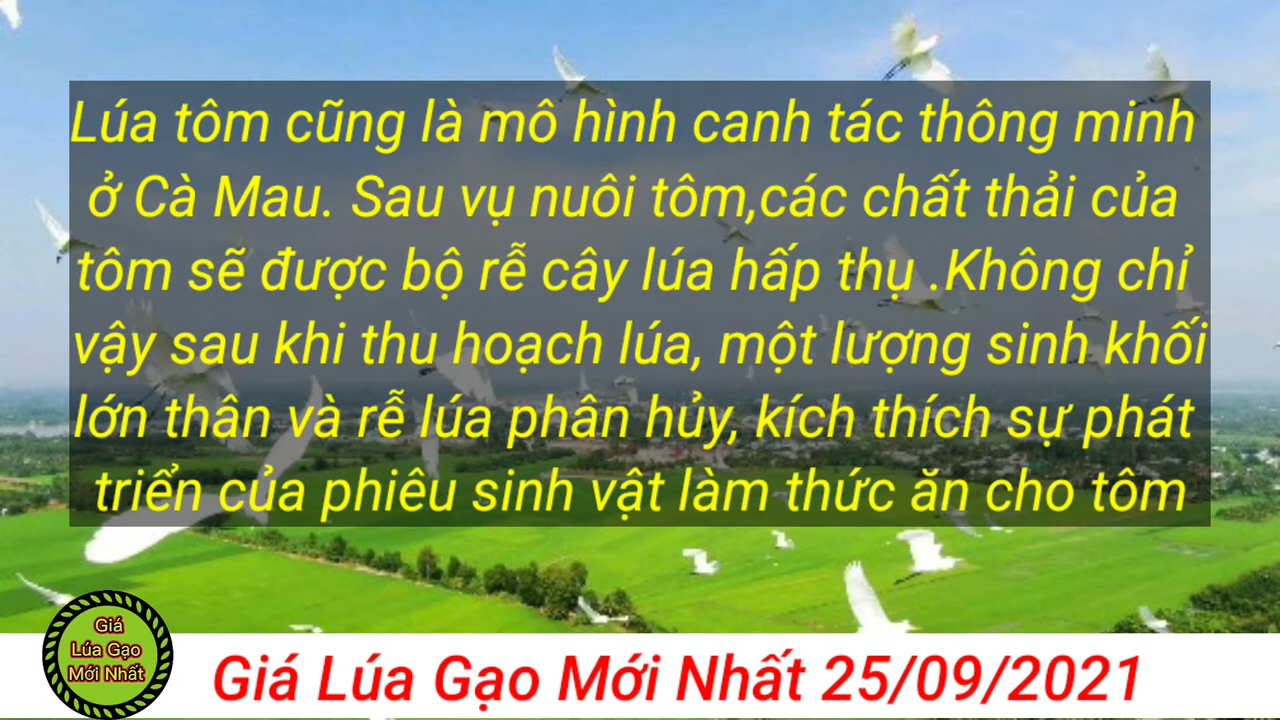 Lúa tôm cũng là mô hình canh tác thông minh
ở Cà Mau. Sau vụ nuôi tôm,các chất thải của
tôm sẽ được bộ rễ cây lúa hấp thụ .Không chỉ
vậy sau khi thu hoạch lúa, một lượng sinh khối
lớn thân và rễ lúa phân hủy, kích thích sự phát
triển của phiêu sinh vật làm thức ăn cho tôm
Giá
Lúa Gạo
Mới Nhất
Giá Lúa Gạo Mới Nhất 25/09/2021